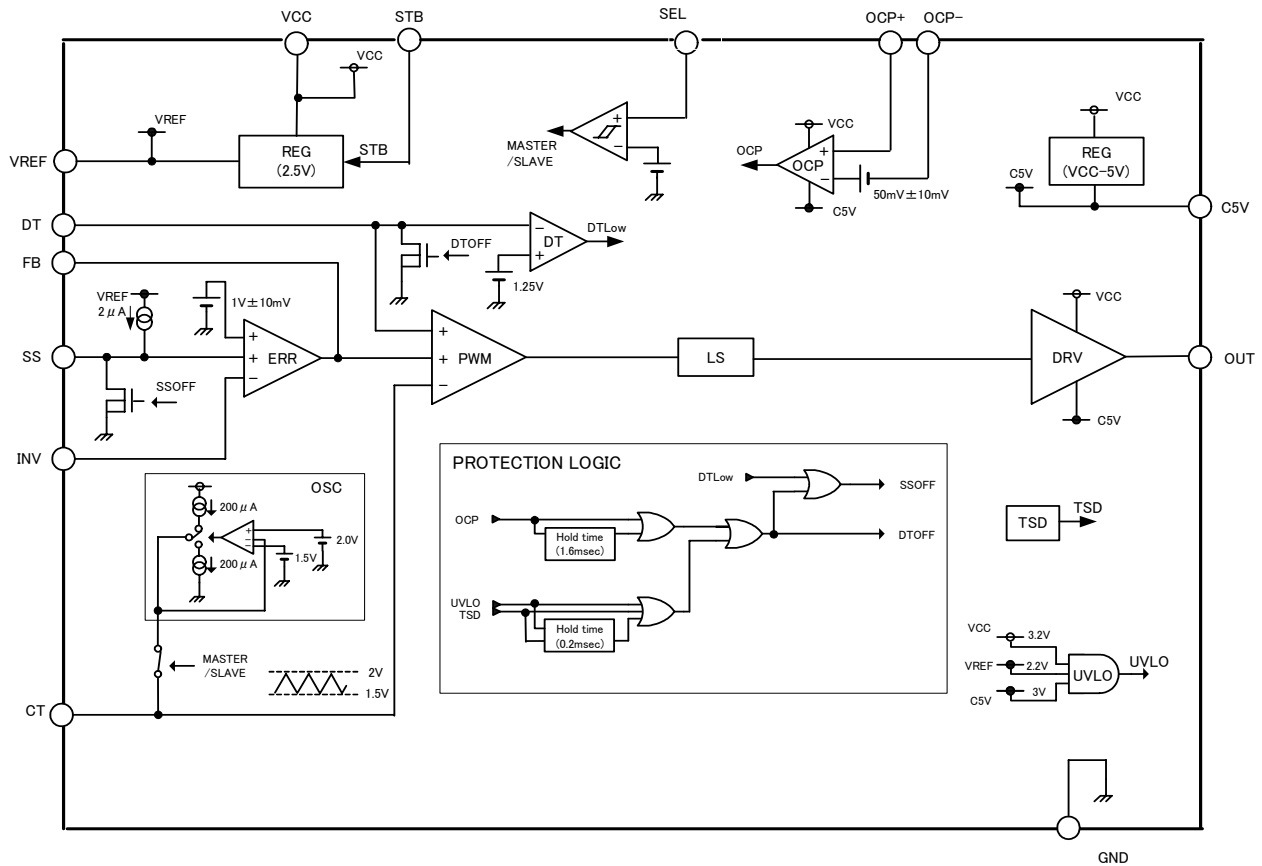 VCC
STB
SEL
OCP+
OCP-
VCC
VREF
VREF
REG
(2.5V)
STB
MASTER
/SLAVE
+
-
VCC
OCP
+
OCP
-
C5V
50mV±10mV
VCC
REG
(VCC-5V)
C5V
C5V
DT
FB
DTOFF
-
DT
+
DTLow
1.25V
VREF
2μA
1V±10mV
SS
+
+
ERR
-
SSOFF
INV
+
+
PWM
-
LS
VCC
DRV
C5V
OUT
OSC
200μA
+
-
-
2.0V
1.5V
200μA
MASTER
/SLAVE
2V
1.5V
CT
PROTECTION LOGIC
DTLow
SSOFF
OCP
Hold time
(1.6msec)
DTOFF
UVLO
TSD
Hold time
(0.2msec)
TSD
TSD
VCC
3.2V
VREF
2.2V
C5V
3V
UVLO
UVLO
GND